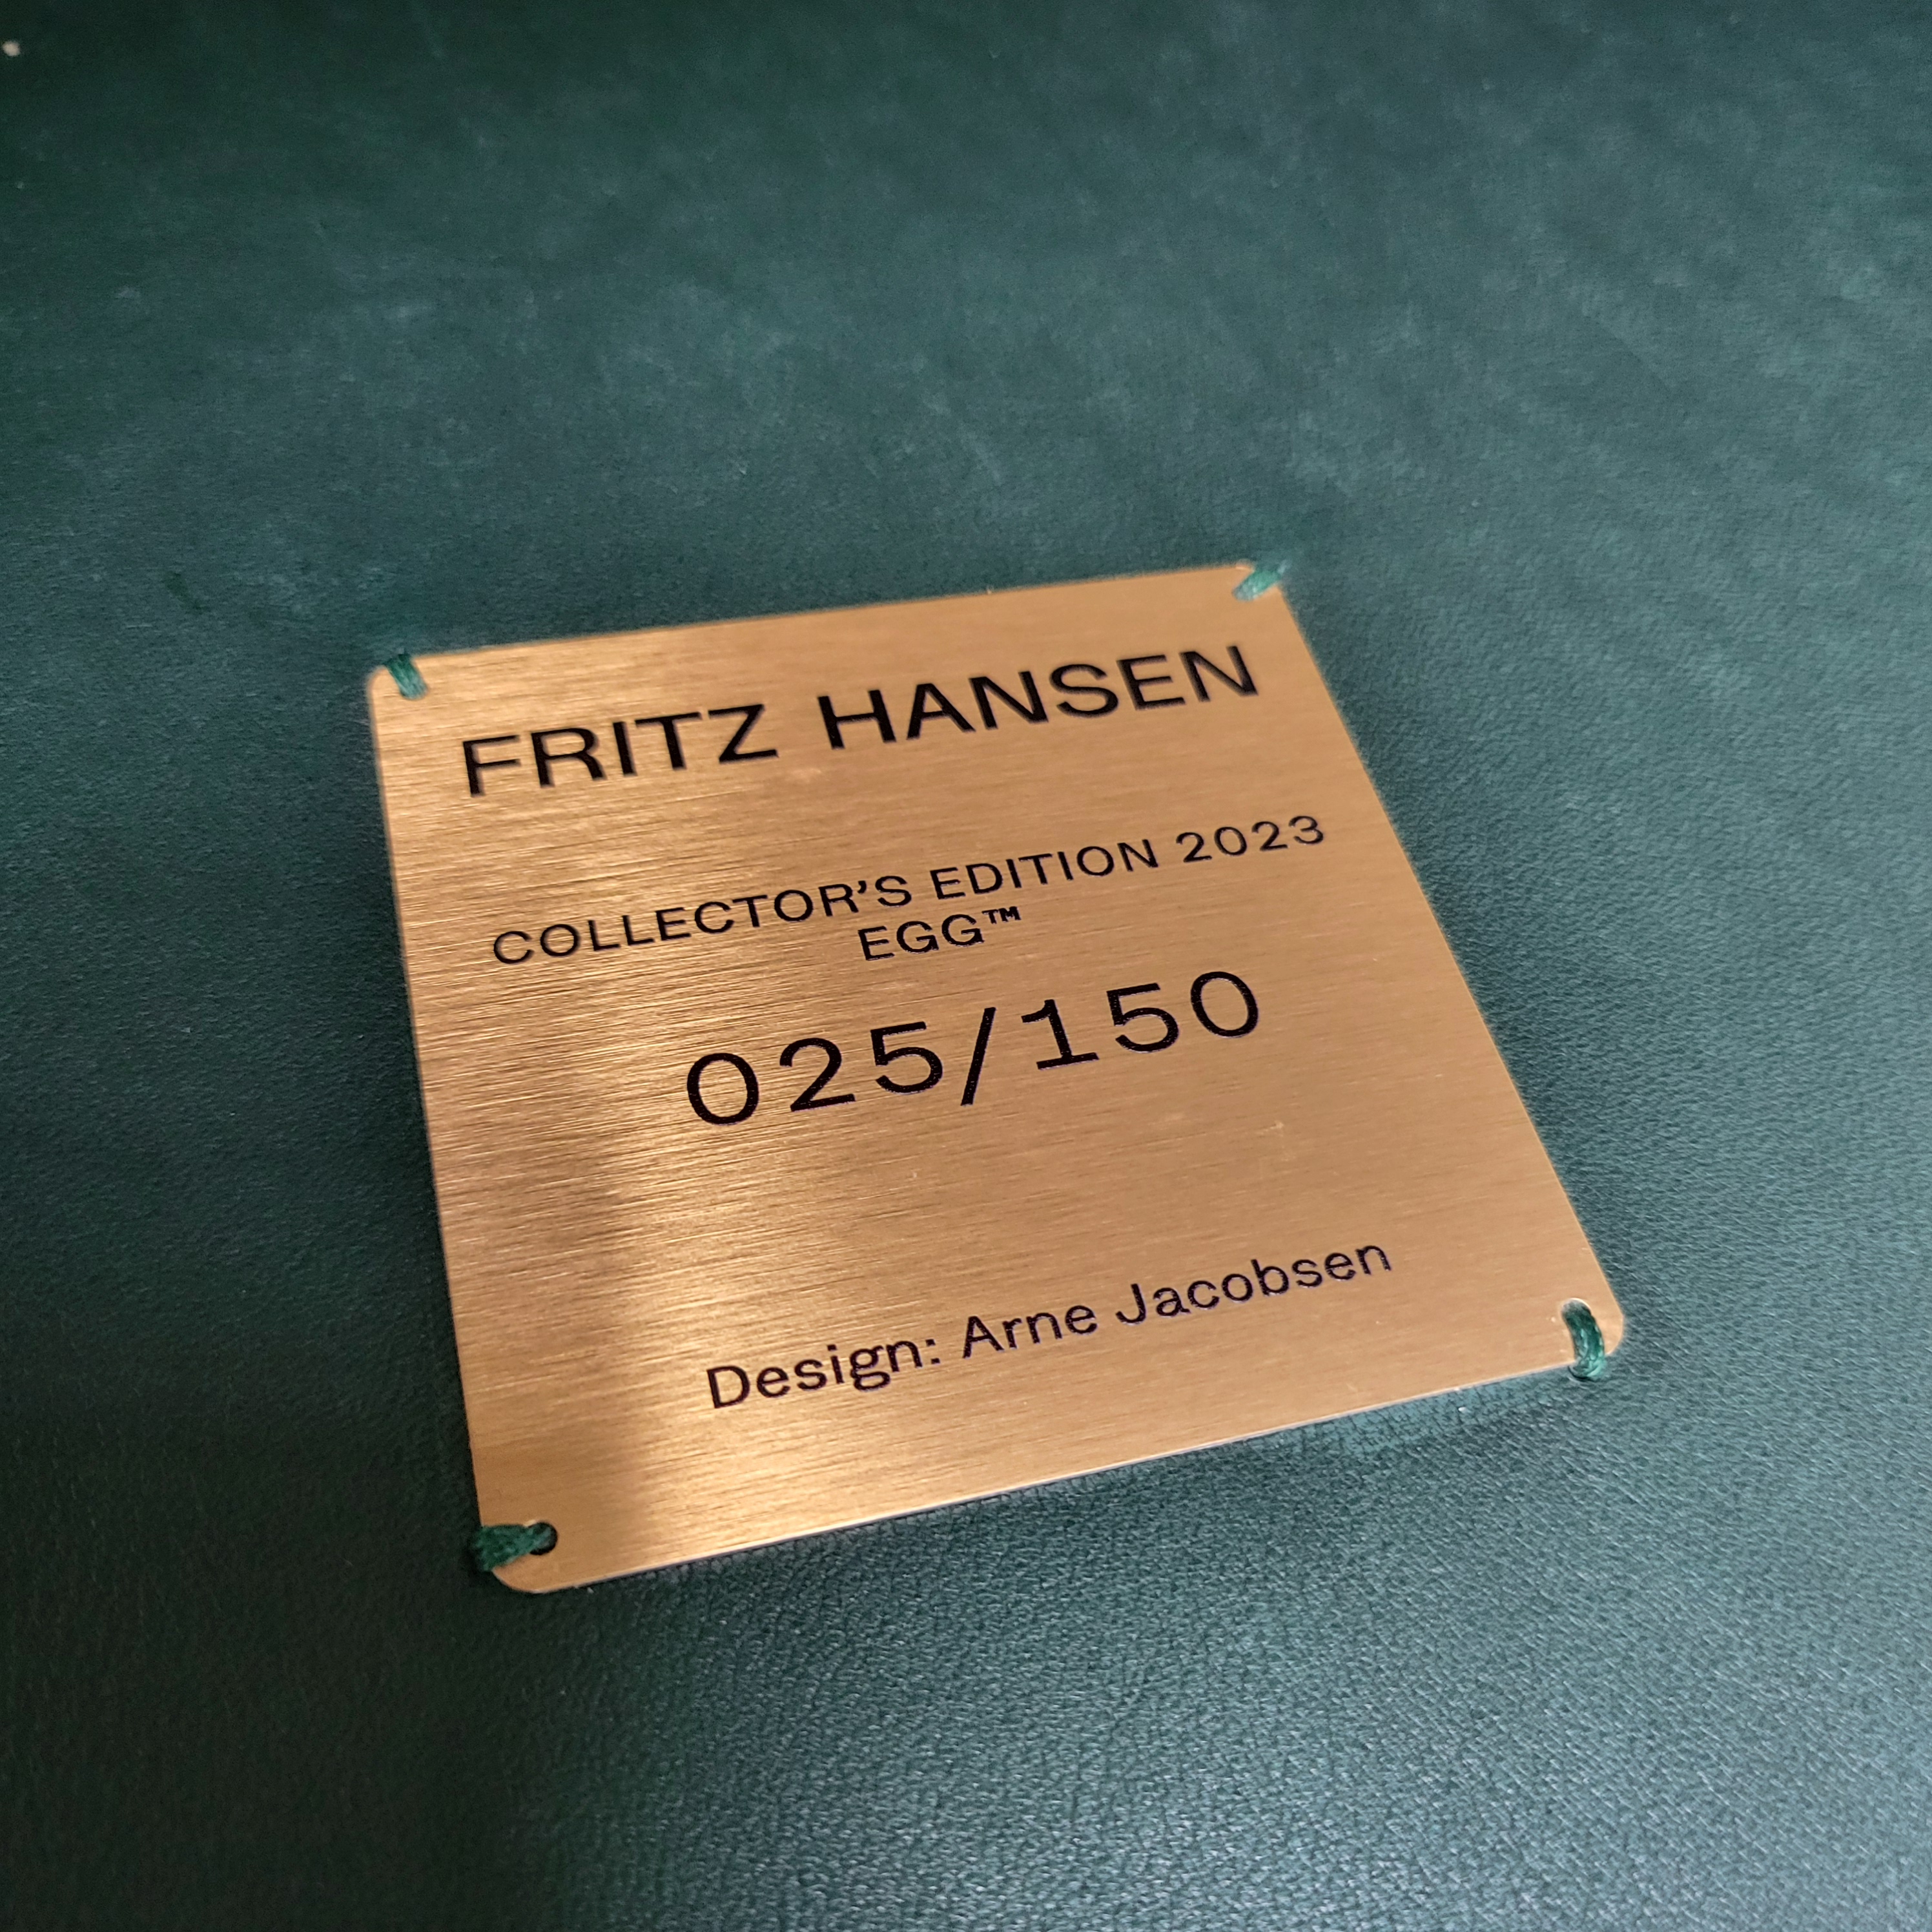 FRITZ HANSEN
COLLECTOR’S EDITION 2023
EGG™
025/150
Design: Arne Jacobsen